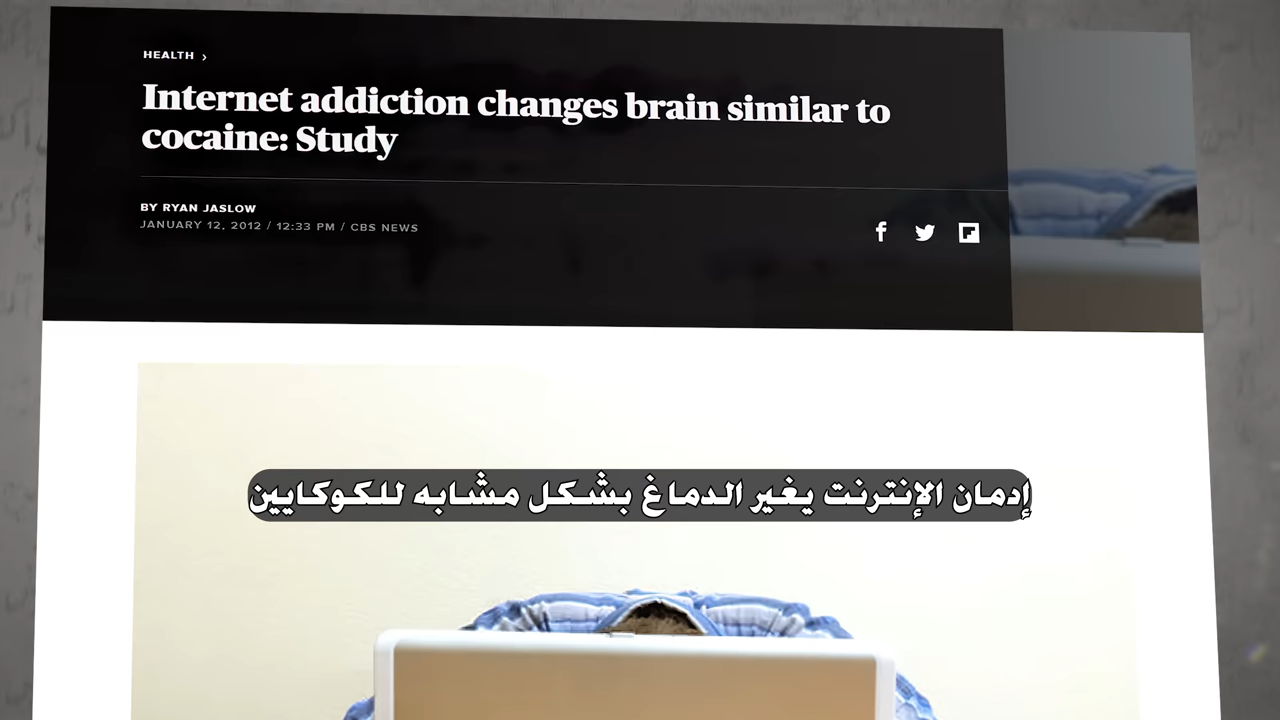 HEALTH ›
Internet addiction changes brain similar to
cocaine: Study
BY RYAN JASLOW
JANUARY 12, 2012 / 12:33 PM / CBS NEWS
إدمان الإنترنت يغير الدماغ بشكل مشابه للكوكايين